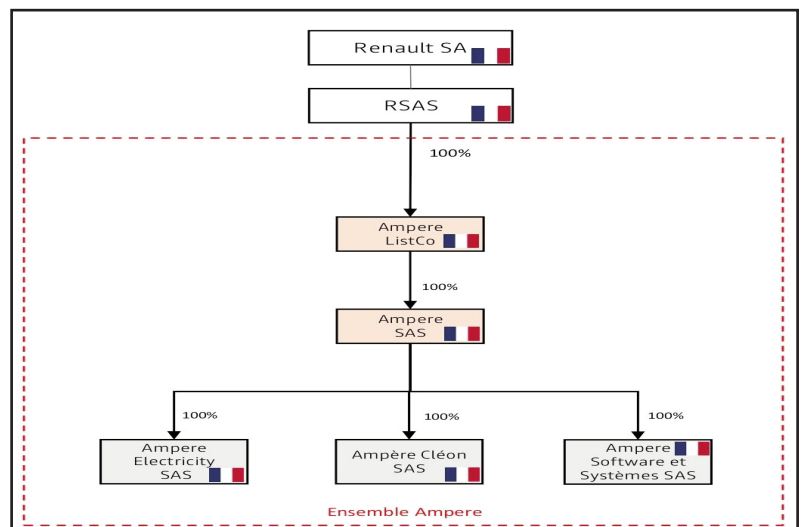 Renault SA
RSAS
100%
Ampere
ListCo
100%
Ampere
SAS
100%
100%
100%
Ampere
Electricity
SAS
Ampère Cléon
SAS
Ampere
Software et
Systèmes SAS
Ensemble Ampere